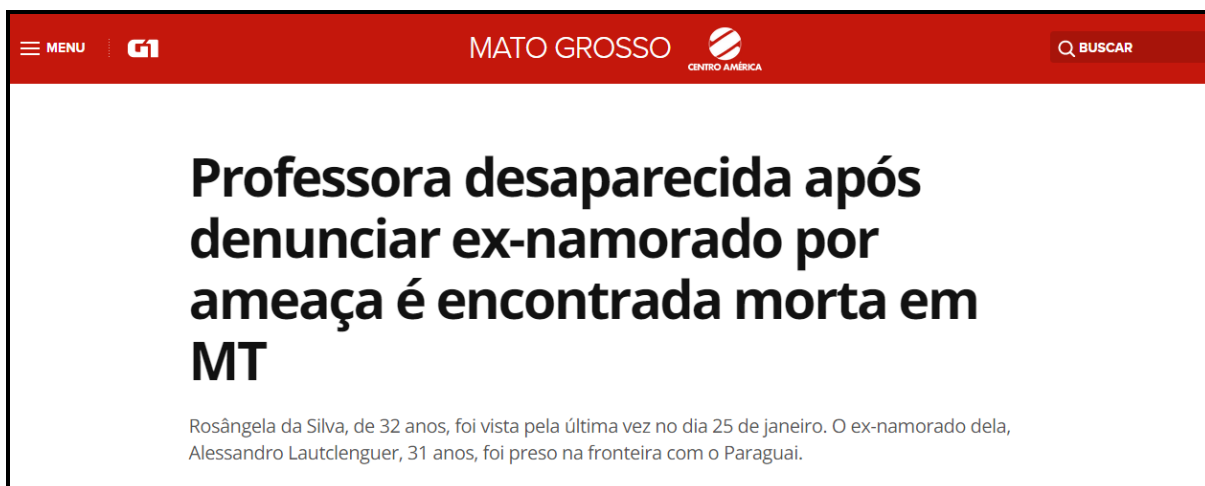 MENU
G1
MATO GROSSO
CENTRO AMÉRICA
BUSCAR
Professora desaparecida após
denunciar ex-namorado por
ameaça é encontrada morta em
MT
Rosângela da Silva, de 32 anos, foi vista pela última vez no dia 25 de janeiro. O ex-namorado dela,
Alessandro Lautclenguer, 31 anos, foi preso na fronteira com o Paraguai.